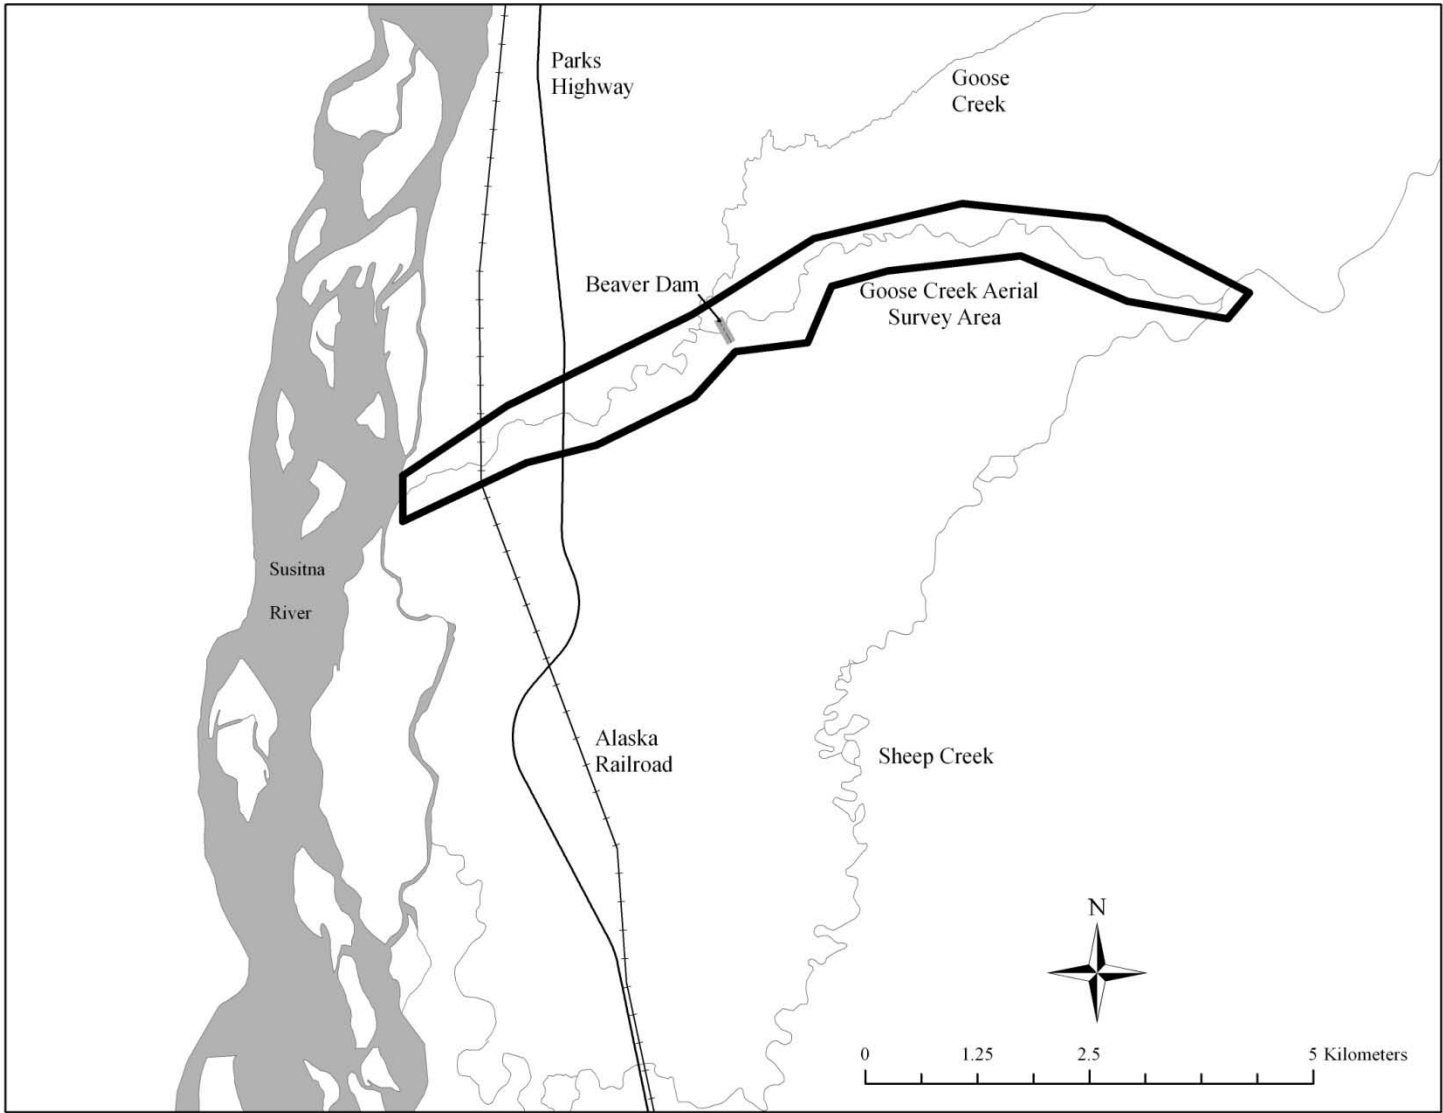 Parks
Highway
Goose
Creek
Beaver Dam
Goose Creek Aerial
Survey Area
Susitna
River
Alaska
Railroad
Sheep Creek
N
0 1.25 2.5 5 Kilometers